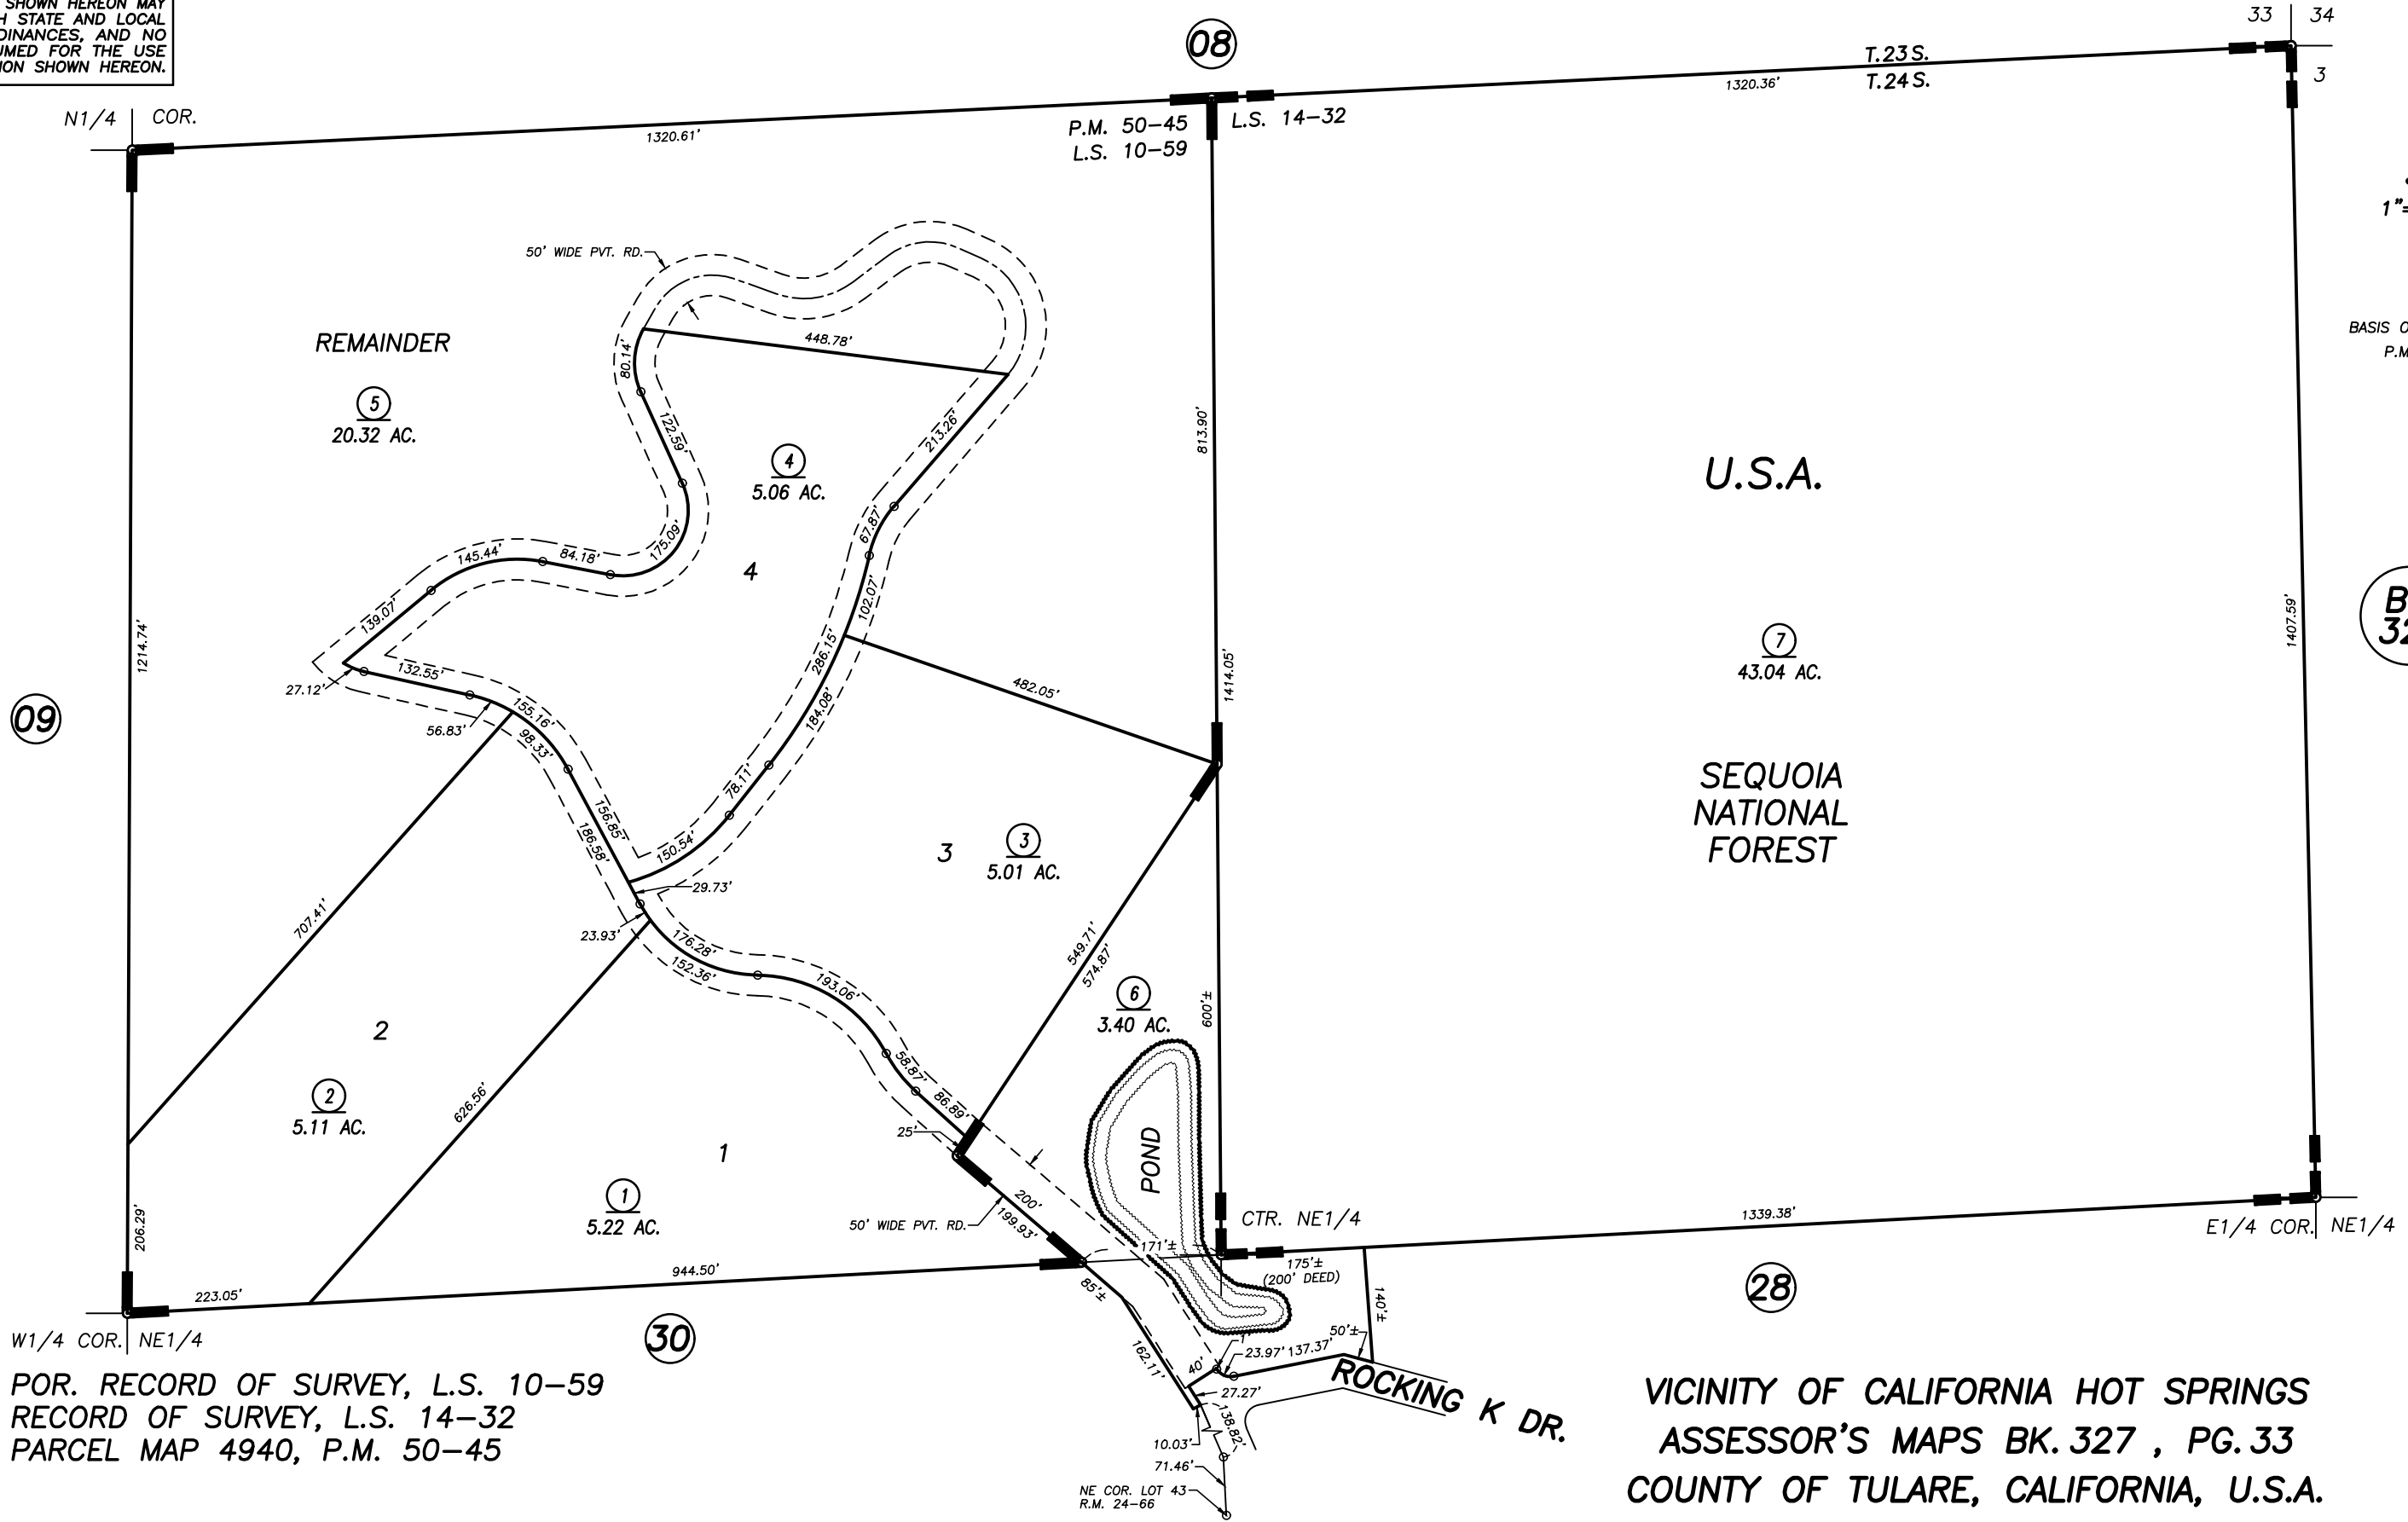 SHOWN HEREON MAY
H STATE AND LOCAL
DINANCES, AND NO
UMED FOR THE USE
ION SHOWN HEREON.
08
33 34
3
T.23S.
T.24S.
1320.36'
N1/4 COR.
1320.61'
P.M. 50-45
L.S. 10-59
L.S. 14-32
1"=
50' WIDE PVT. RD.
REMAINDER
5
20.32 AC.
BASIS O
P.M
448.78'
80.14'
122.59'
213.26'
813.90'
4
5.06 AC.
U.S.A.
67.87'
175.09'
145.44'
84.18'
4
102.07'
139.07'
286.15'
1214.74'
27.12'
132.55'
184.08'
482.05'
1414.05'
7
43.04 AC.
1407.59'
B
32
09
56.83'
155.16'
98.33'
SEQUOIA
NATIONAL
FOREST
78.11'
156.85'
186.58'
150.54'
3
3
5.01 AC.
29.73'
707.41'
23.93'
176.28'
152.36'
193.06'
549.71'
574.87'
6
3.40 AC.
600'±
2
58.87'
86.89'
626.56'
2
5.11 AC.
25'
1
POND
1
5.22 AC.
200'
199.93'
50' WIDE PVT. RD.
206.29'
CTR. NE1/4
1339.38'
E1/4 COR. NE1/4
171'±
175'±
(200' DEED)
944.50'
223.05'
85'±
140'±
28
W1/4 COR. NE1/4
30
162.11'
40'
1'
23.97'
137.37'
50'±
27.27'
138.82'
10.03'
71.46'
ROCKING K DR.
NE COR. LOT 43
R.M. 24-66
POR. RECORD OF SURVEY, L.S. 10-59
RECORD OF SURVEY, L.S. 14-32
PARCEL MAP 4940, P.M. 50-45
VICINITY OF CALIFORNIA HOT SPRINGS
ASSESSOR'S MAPS BK. 327 , PG. 33
COUNTY OF TULARE, CALIFORNIA, U.S.A.